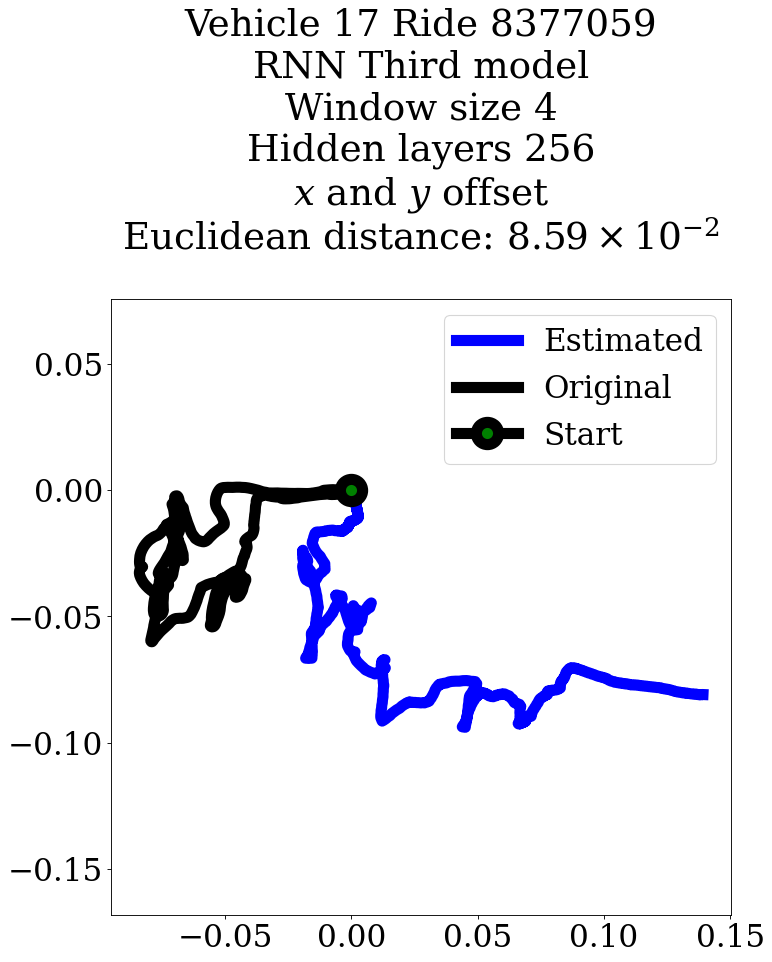 Vehicle 17 Ride 8377059
RNN Third model
Window size 4
Hidden layers 256
x and y offset
Euclidean distance: 8.59 × 10⁻²
Estimated
Original
Start
0.05
0.00
−0.05
−0.10
−0.15
−0.05 0.00 0.05 0.10 0.15